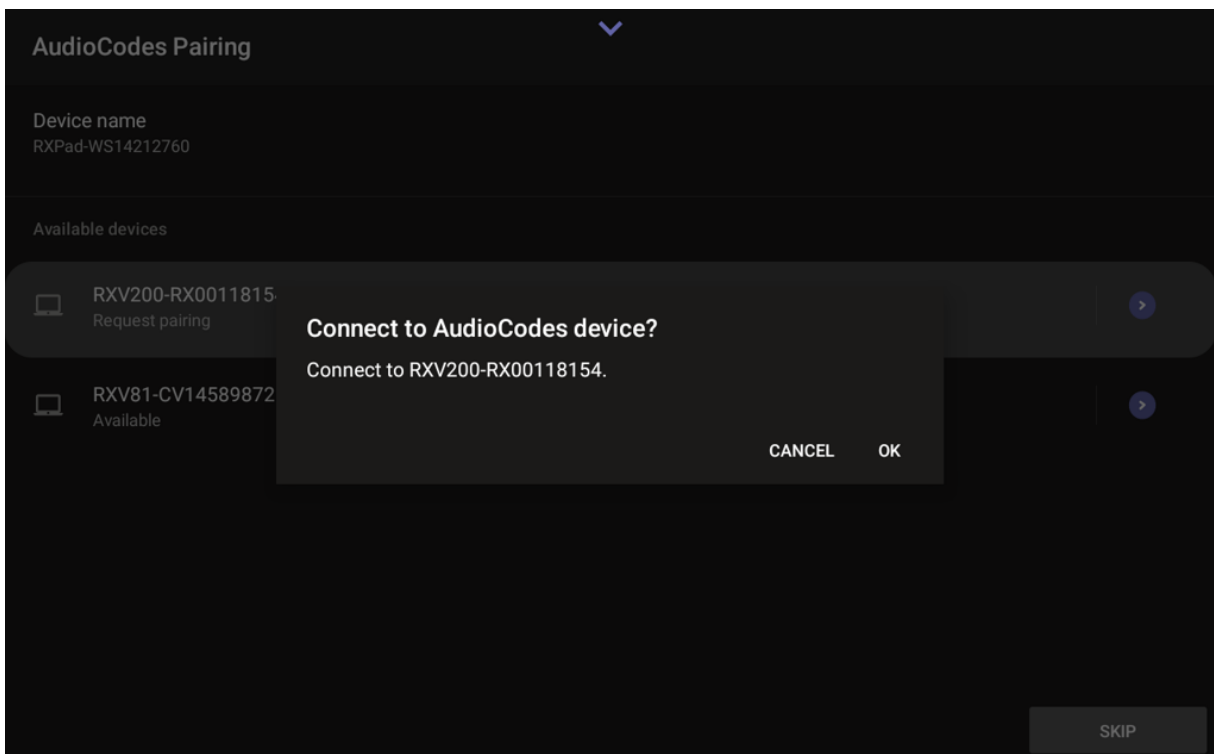 AudioCodes Pairing
Device name
RXPad-WS14212760
Available devices
RXV200-RX0011815
Request pairing
Connect to AudioCodes device?
Connect to RXV200-RX00118154.
RXV81-CV14589872
Available
CANCEL OK
SKIP